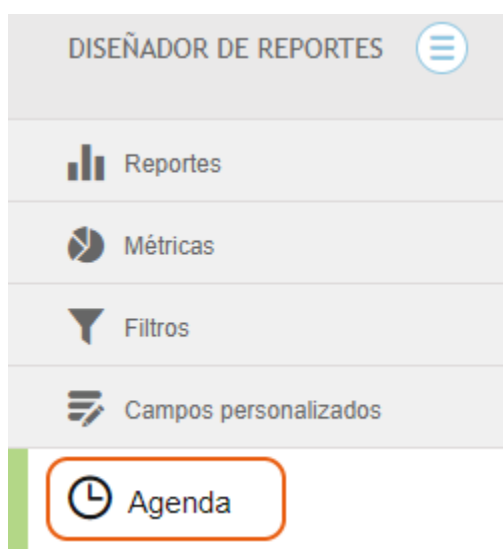 DISEÑADOR DE REPORTES
Reportes
Métricas
Filtros
Campos personalizados
Agenda